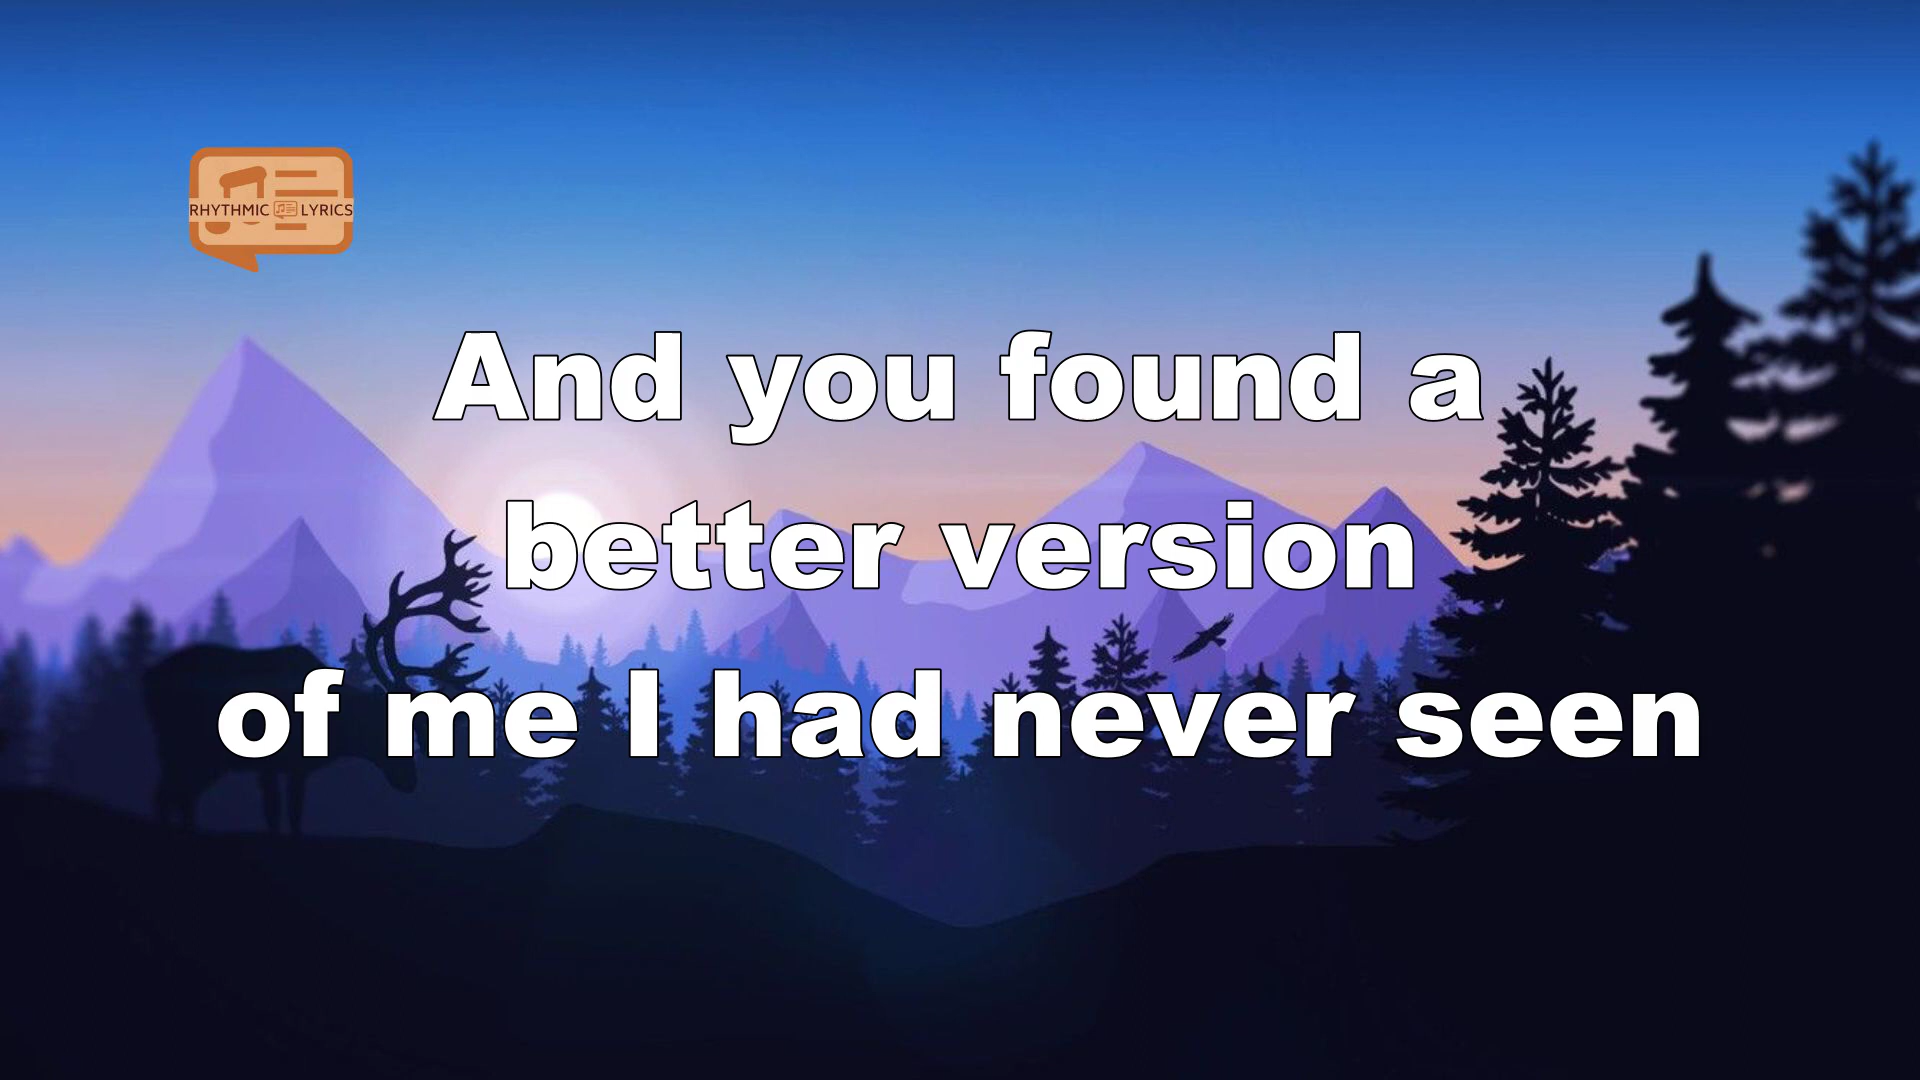 RHYTHMIC LYRICS
And you found a
better version
of me I had never seen